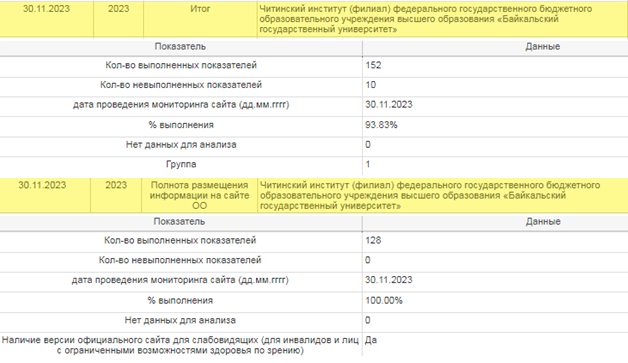 30.11.2023 2023 Итог Читинский институт (филиал) федерального государственного бюджетного
образовательного учреждения высшего образования «Байкальский
государственный университет»
Показатель Данные
Кол-во выполненных показателей 152
Кол-во невыполненных показателей 10
дата проведения мониторинга сайта (дд.мм.гггг) 30.11.2023
% выполнения 93.83%
Нет данных для анализа 0
Группа 1
30.11.2023 2023 Полнота размещения Читинский институт (филиал) федерального государственного бюджетного
информации на сайте образовательного учреждения высшего образования «Байкальский
ОО государственный университет»
Показатель Данные
Кол-во выполненных показателей 128
Кол-во невыполненных показателей 0
дата проведения мониторинга сайта (дд.мм.гггг) 30.11.2023
% выполнения 100.00%
Нет данных для анализа 0
Наличие версии официального сайта для слабовидящих (для инвалидов и лиц Да
с ограниченными возможностями здоровья по зрению)